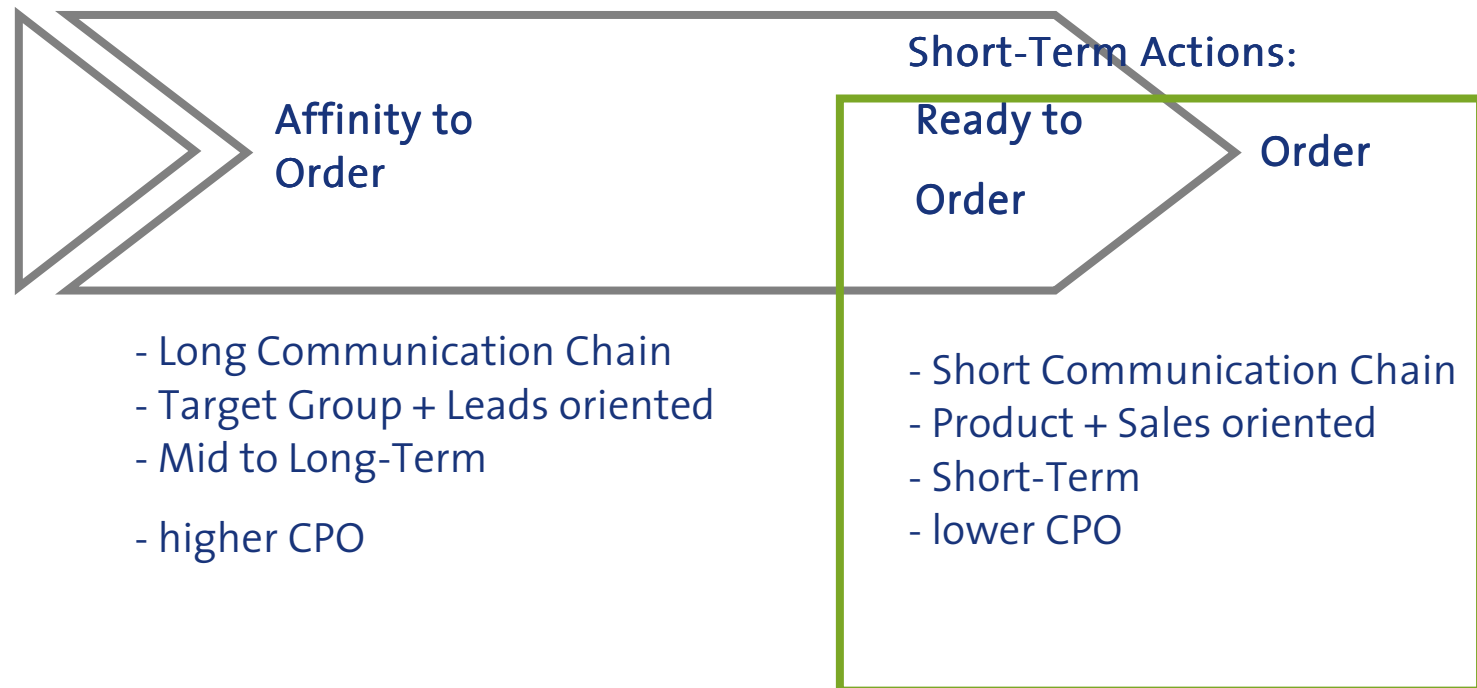 Short-Term Actions:
Affinity to
Order
Ready to
Order
Order
- Long Communication Chain
- Target Group + Leads oriented
- Mid to Long-Term
- higher CPO
- Short Communication Chain
- Product + Sales oriented
- Short-Term
- lower CPO